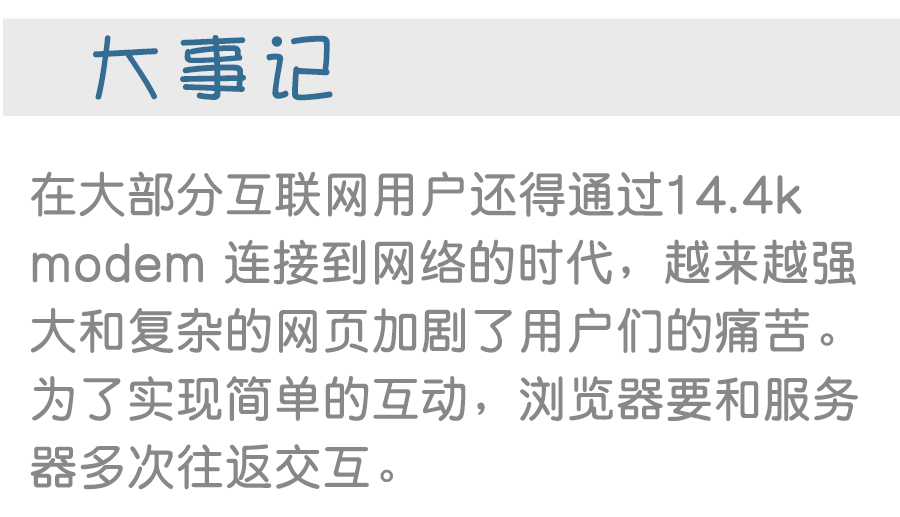 大事记
在大部分互联网用户还得通过14.4k
modem 连接到网络的时代，越来越强
大和复杂的网页加剧了用户们的痛苦。
为了实现简单的互动，浏览器要和服务
器多次往返交互。